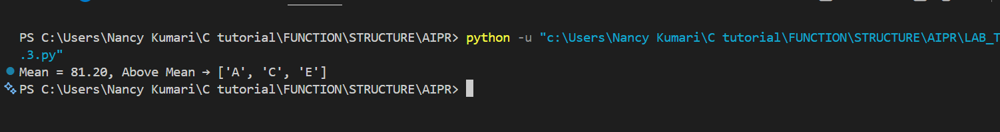 PS C:\Users\Nancy Kumari\C tutorial\FUNCTION\STRUCTURE\AIPR> python -u "c:\Users\Nancy Kumari\C tutorial\FUNCTION\STRUCTURE\AIPR\LAB_T
.3.py"
Mean = 81.20, Above Mean → ['A', 'C', 'E']
PS C:\Users\Nancy Kumari\C tutorial\FUNCTION\STRUCTURE\AIPR>